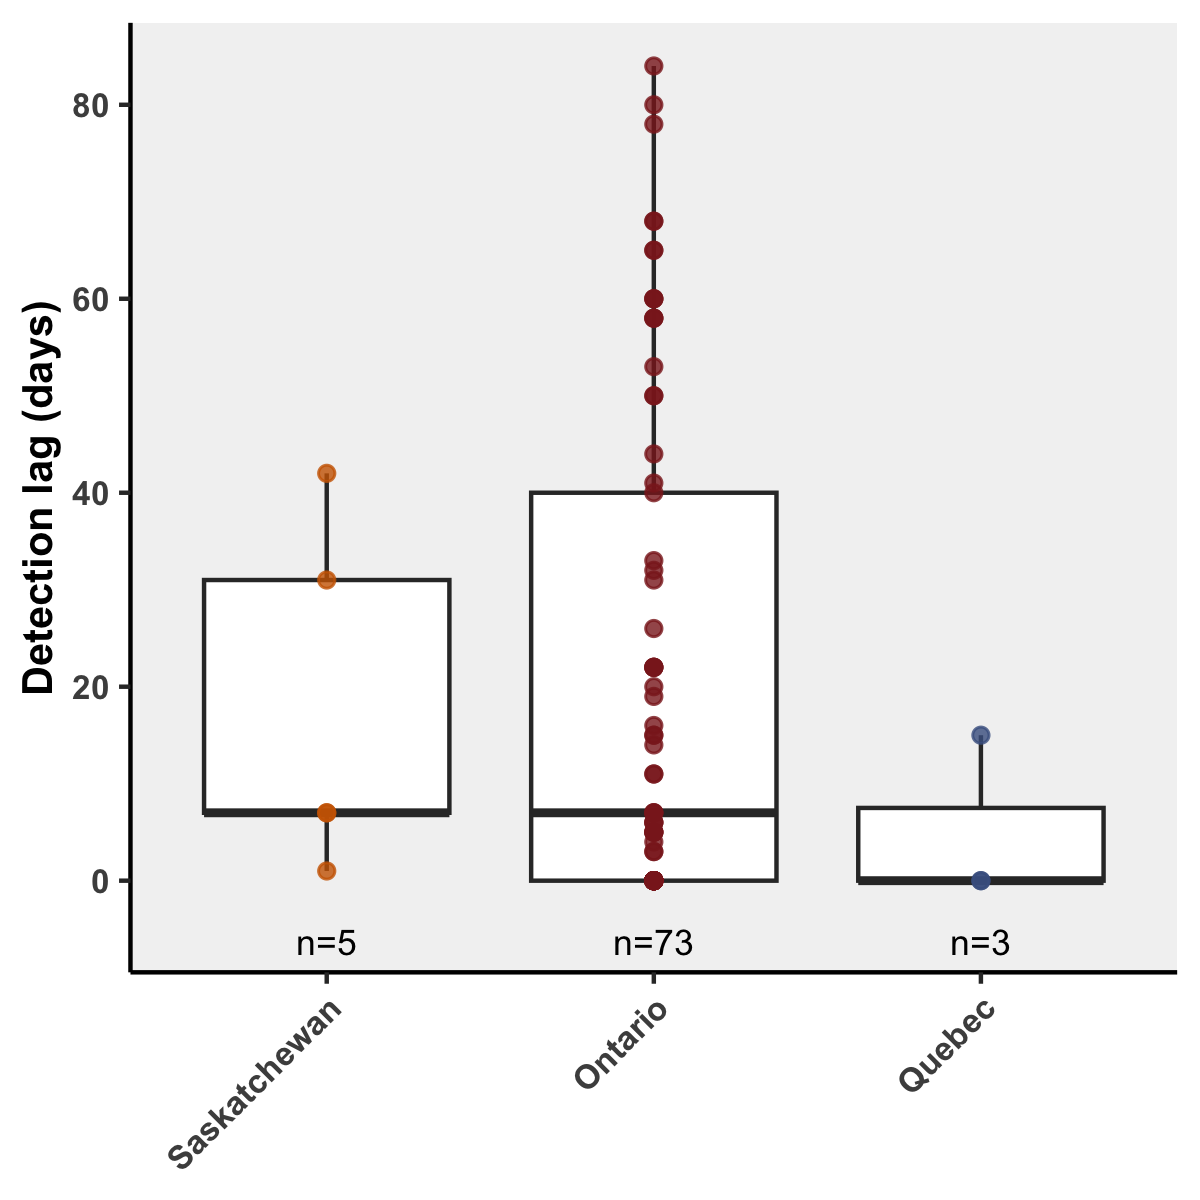 Detection lag (days)
80
60
40
20
0
n=5
n=73
n=3
Saskatchewan
Ontario
Quebec